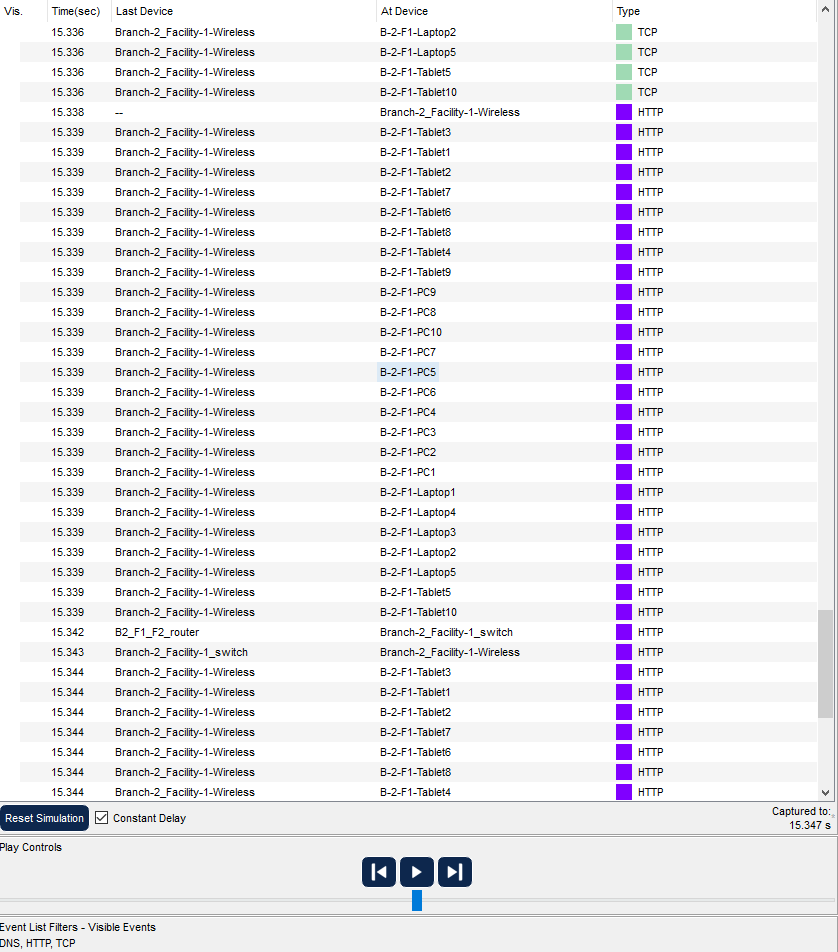 Vis. Time(sec) Last Device At Device Type
15.336 Branch-2_Facility-1-Wireless B-2-F1-Laptop2 TCP
15.336 Branch-2_Facility-1-Wireless B-2-F1-Laptop5 TCP
15.336 Branch-2_Facility-1-Wireless B-2-F1-Tablet5 TCP
15.336 Branch-2_Facility-1-Wireless B-2-F1-Tablet10 TCP
15.338 -- Branch-2_Facility-1-Wireless HTTP
15.339 Branch-2_Facility-1-Wireless B-2-F1-Tablet3 HTTP
15.339 Branch-2_Facility-1-Wireless B-2-F1-Tablet1 HTTP
15.339 Branch-2_Facility-1-Wireless B-2-F1-Tablet2 HTTP
15.339 Branch-2_Facility-1-Wireless B-2-F1-Tablet7 HTTP
15.339 Branch-2_Facility-1-Wireless B-2-F1-Tablet6 HTTP
15.339 Branch-2_Facility-1-Wireless B-2-F1-Tablet8 HTTP
15.339 Branch-2_Facility-1-Wireless B-2-F1-Tablet4 HTTP
15.339 Branch-2_Facility-1-Wireless B-2-F1-Tablet9 HTTP
15.339 Branch-2_Facility-1-Wireless B-2-F1-PC9 HTTP
15.339 Branch-2_Facility-1-Wireless B-2-F1-PC8 HTTP
15.339 Branch-2_Facility-1-Wireless B-2-F1-PC10 HTTP
15.339 Branch-2_Facility-1-Wireless B-2-F1-PC7 HTTP
15.339 Branch-2_Facility-1-Wireless B-2-F1-PC5 HTTP
15.339 Branch-2_Facility-1-Wireless B-2-F1-PC6 HTTP
15.339 Branch-2_Facility-1-Wireless B-2-F1-PC4 HTTP
15.339 Branch-2_Facility-1-Wireless B-2-F1-PC3 HTTP
15.339 Branch-2_Facility-1-Wireless B-2-F1-PC2 HTTP
15.339 Branch-2_Facility-1-Wireless B-2-F1-PC1 HTTP
15.339 Branch-2_Facility-1-Wireless B-2-F1-Laptop1 HTTP
15.339 Branch-2_Facility-1-Wireless B-2-F1-Laptop4 HTTP
15.339 Branch-2_Facility-1-Wireless B-2-F1-Laptop3 HTTP
15.339 Branch-2_Facility-1-Wireless B-2-F1-Laptop2 HTTP
15.339 Branch-2_Facility-1-Wireless B-2-F1-Laptop5 HTTP
15.339 Branch-2_Facility-1-Wireless B-2-F1-Tablet5 HTTP
15.339 Branch-2_Facility-1-Wireless B-2-F1-Tablet10 HTTP
15.342 B2_F1_F2_router Branch-2_Facility-1_switch HTTP
15.343 Branch-2_Facility-1_switch Branch-2_Facility-1-Wireless HTTP
15.344 Branch-2_Facility-1-Wireless B-2-F1-Tablet3 HTTP
15.344 Branch-2_Facility-1-Wireless B-2-F1-Tablet1 HTTP
15.344 Branch-2_Facility-1-Wireless B-2-F1-Tablet2 HTTP
15.344 Branch-2_Facility-1-Wireless B-2-F1-Tablet7 HTTP
15.344 Branch-2_Facility-1-Wireless B-2-F1-Tablet6 HTTP
15.344 Branch-2_Facility-1-Wireless B-2-F1-Tablet8 HTTP
15.344 Branch-2_Facility-1-Wireless B-2-F1-Tablet4 HTTP
Reset Simulation Constant Delay Captured to:
15.347 s
Play Controls
Event List Filters - Visible Events
DNS, HTTP, TCP